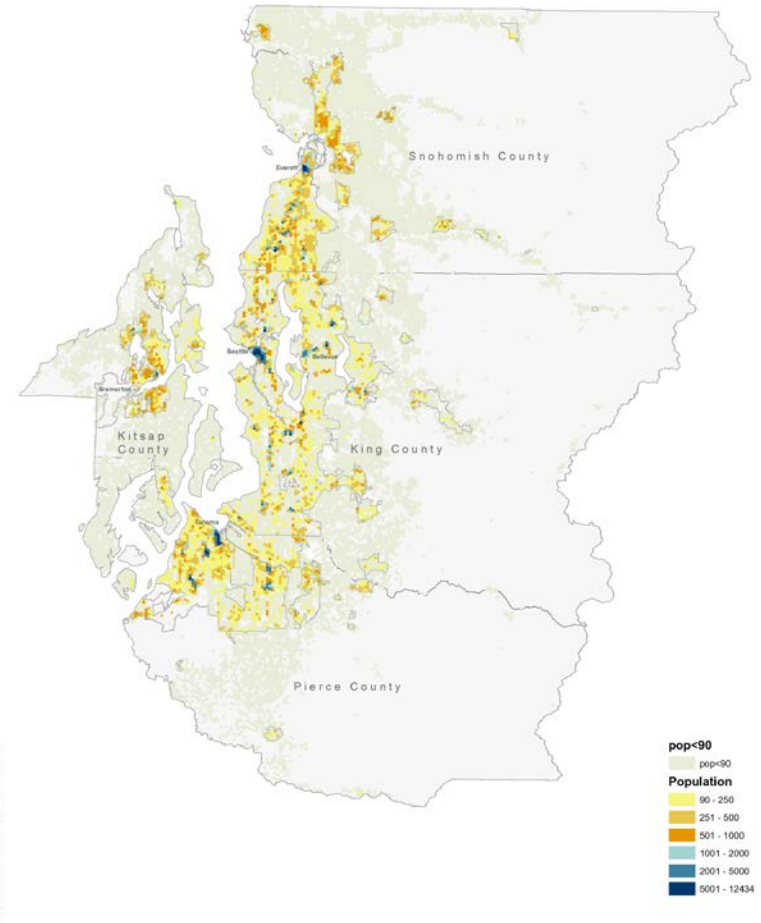 Snohomish County
Everett
Seattle
Bellevue
Bremerton
Kitsap
County
King County
Tacoma
Pierce County
pop<90
pop<90
Population
90 - 250
251 - 500
501 - 1000
1001 - 2000
2001 - 5000
5001 - 12434